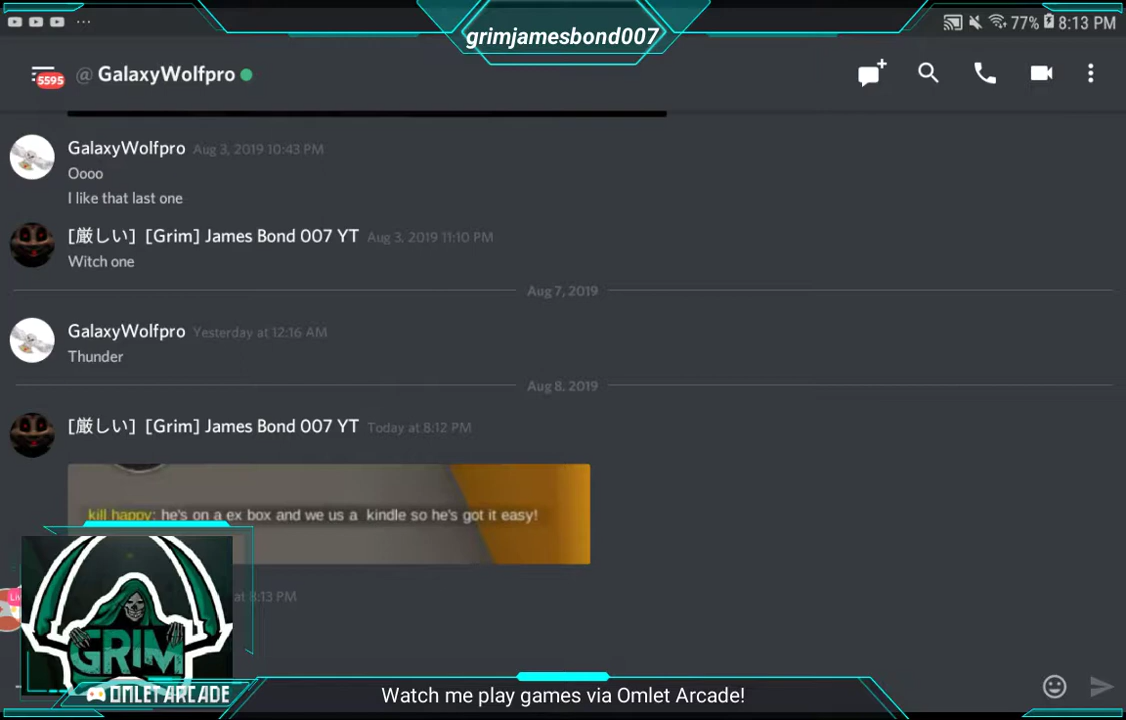 grimjamesbond007
77% 8:13 PM
5595
@ GalaxyWolfpro
GalaxyWolfpro Aug 3, 2019 10:43 PM
Oooo
I like that last one
[厳しい] [Grim] James Bond 007 YT Aug 3, 2019 11:10 PM
Witch one
Aug 7, 2019
GalaxyWolfpro Yesterday at 12:16 AM
Thunder
Aug 8, 2019
[厳しい] [Grim] James Bond 007 YT Today at 8:12 PM
kill happy: he's on a ex box and we us a kindle so he's got it easy!
at 8:13 PM
GRIM
OMLET ARCADE
Watch me play games via Omlet Arcade!